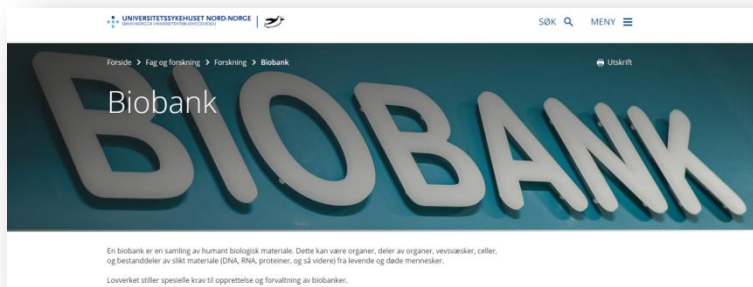 UNIVERSITETSSYKEHUSET NORD-NORGE
SØK
MENY
Forside > Fag og forskning > Forskning > Biobank
Utskrift
Biobank
BIOBANK
En biobank er en samling av humant biologisk materiale. Dette kan være organer, deler av organer, vevsvæsker, celler,
og bestanddeler av slikt materiale (DNA, RNA, proteiner, og så videre) fra levende og døde mennesker.
Lovverket stiller spesielle krav til opprettelse og forvaltning av biobanker.